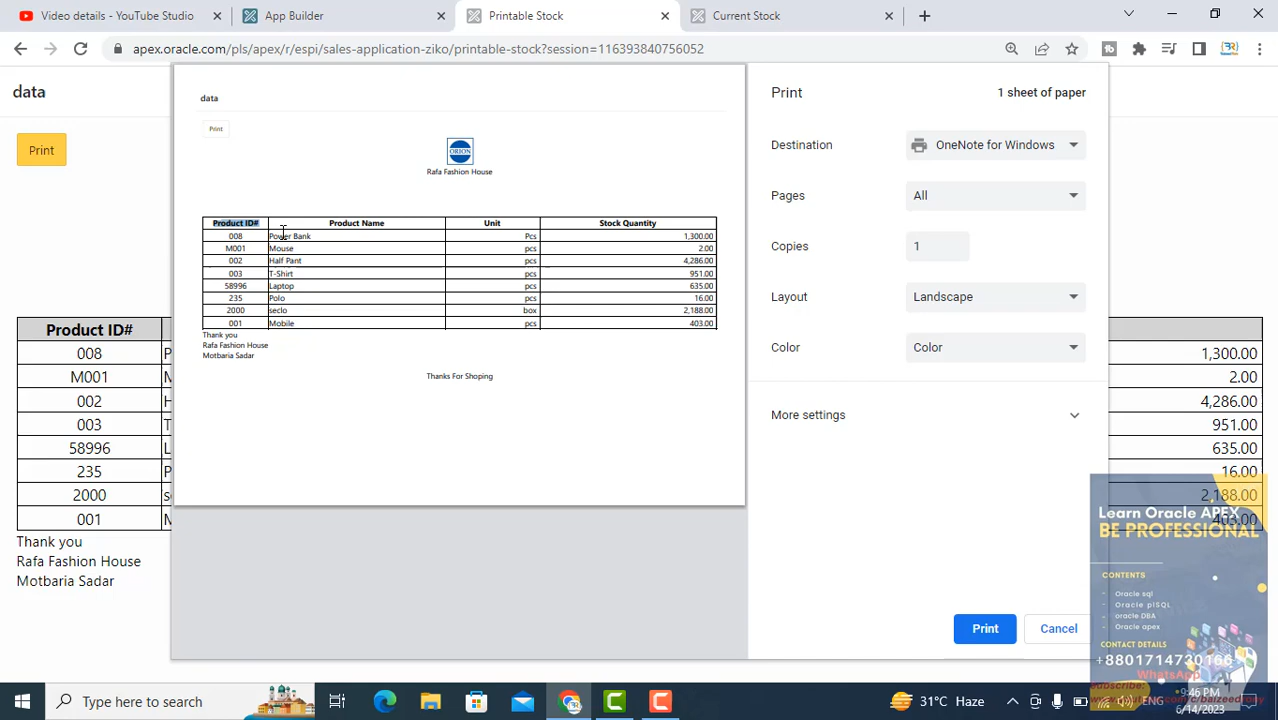 Video details - YouTube Studio
App Builder
Printable Stock
Current Stock
apex.oracle.com/pls/apex/r/espi/sales-application-ziko/printable-stock?session=116393840756052
data
Print
Product ID#
008
M001
002
003
58996
235
2000
001
Thank you
Rafa Fashion House
Motbaria Sadar
data
Print
ORION
Rafa Fashion House
Product ID# Product Name Unit Stock Quantity
008 Power Bank Pcs 1,300.00
M001 Mouse pcs 2.00
002 Half Pant pcs 4,286.00
003 T-Shirt pcs 951.00
58996 Laptop pcs 635.00
235 Polo pcs 16.00
2000 seclo box 2,188.00
001 Mobile pcs 403.00
Thank you
Rafa Fashion House
Motbaria Sadar
Thanks For Shoping
Print 1 sheet of paper
Destination OneNote for Windows
Pages All
Copies 1
Layout Landscape
Color Color
More settings
Print Cancel
1,300.00
2.00
4,286.00
951.00
635.00
16.00
2,188.00
403.00
Learn Oracle APEX
BE PROFESSIONAL
CONTENTS
Oracle sql
Oracle plSQL
oracle DBA
Oracle apex
CONTACT DETAILS
+8801714730166
WhatsApp
Type here to search
31°C Haze
ENG
9:46 PM
6/14/2023